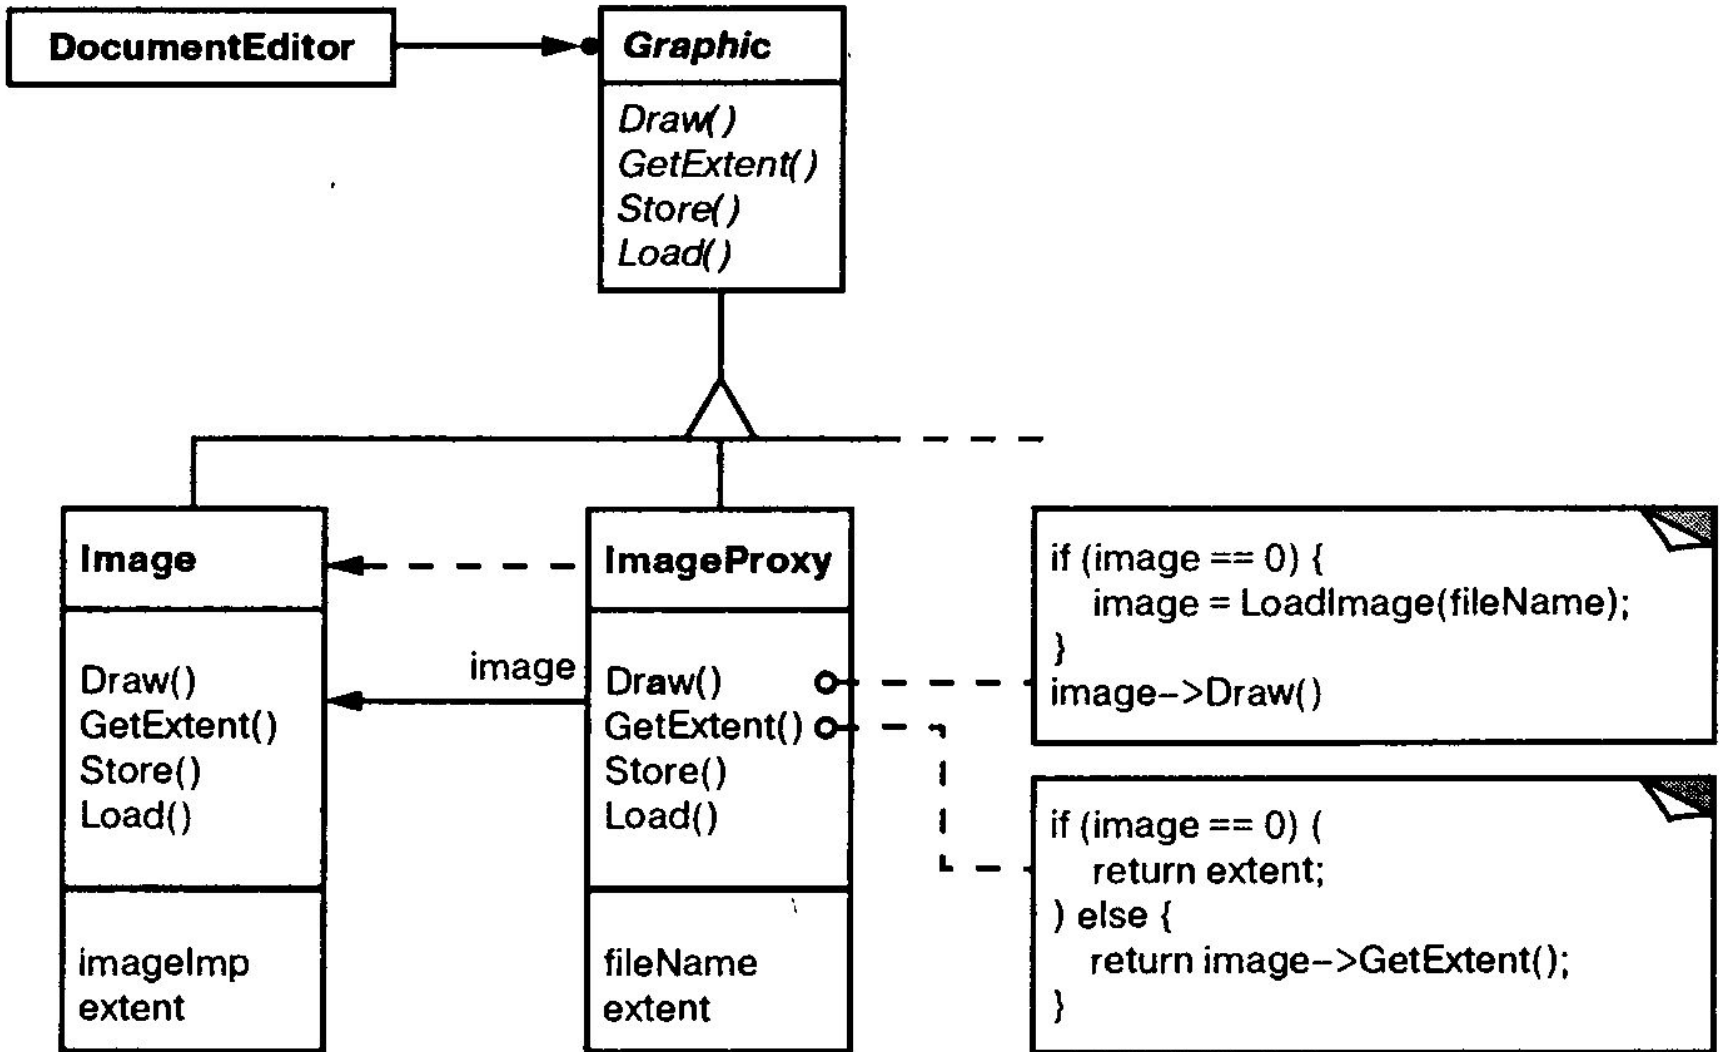 DocumentEditor
Graphic
Draw()
GetExtent()
Store()
Load()
Image
Draw()
GetExtent()
Store()
Load()
imageImp
extent
image
ImageProxy
Draw()
GetExtent()
Store()
Load()
fileName
extent
if (image == 0) {
image = LoadImage(fileName);
}
image->Draw()
if (image == 0) (
return extent;
) else {
return image->GetExtent();
}